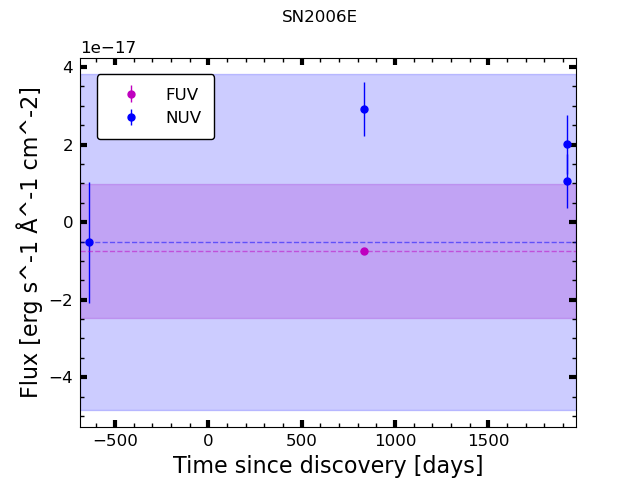 SN2006E
1e−17
FUV
NUV
4
2
0
−2
−4
Flux [erg s^-1 Å^-1 cm^-2]
−500
0
500
1000
1500
Time since discovery [days]